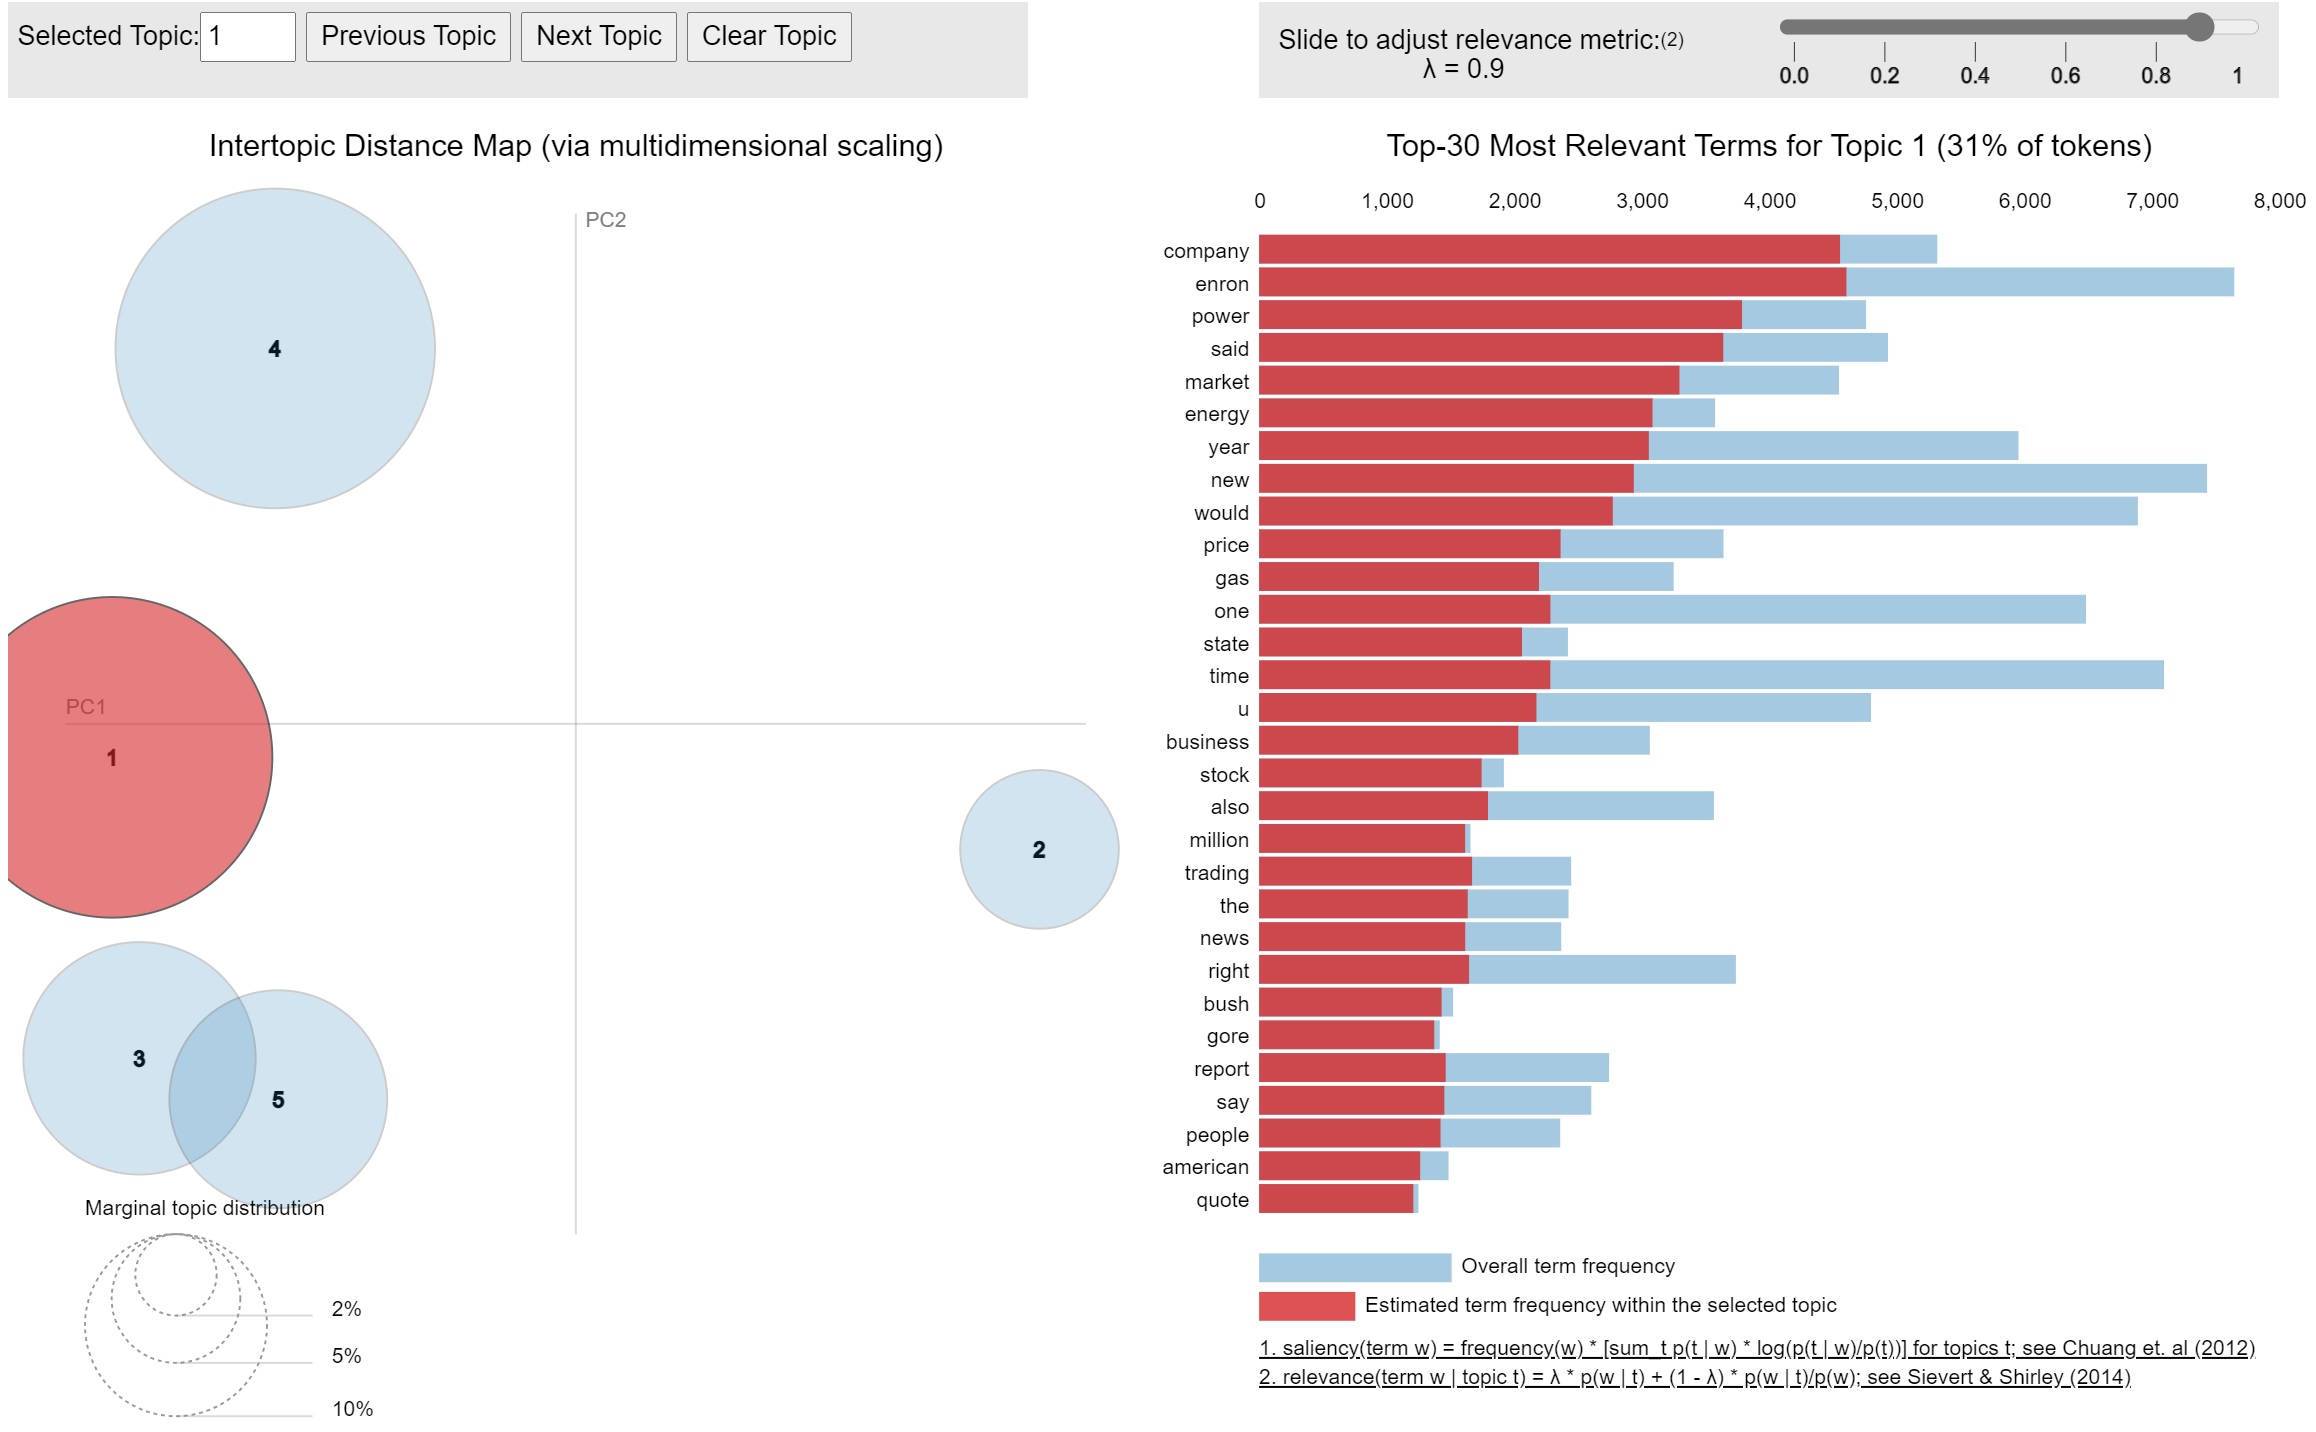 Selected Topic: 1 Previous Topic Next Topic Clear Topic
Slide to adjust relevance metric:(2)
λ = 0.9
0.0 0.2 0.4 0.6 0.8 1
Intertopic Distance Map (via multidimensional scaling)
PC2
4
PC1
1
2
3
5
Marginal topic distribution
2%
5%
10%
Top-30 Most Relevant Terms for Topic 1 (31% of tokens)
0 1,000 2,000 3,000 4,000 5,000 6,000 7,000 8,000
company
enron
power
said
market
energy
year
new
would
price
gas
one
state
time
u
business
stock
also
million
trading
the
news
right
bush
gore
report
say
people
american
quote
Overall term frequency
Estimated term frequency within the selected topic
1. saliency(term w) = frequency(w) * [sum_t p(t | w) * log(p(t | w)/p(t))] for topics t; see Chuang et. al (2012)
2. relevance(term w | topic t) = λ * p(w | t) + (1 - λ) * p(w | t)/p(w); see Sievert & Shirley (2014)